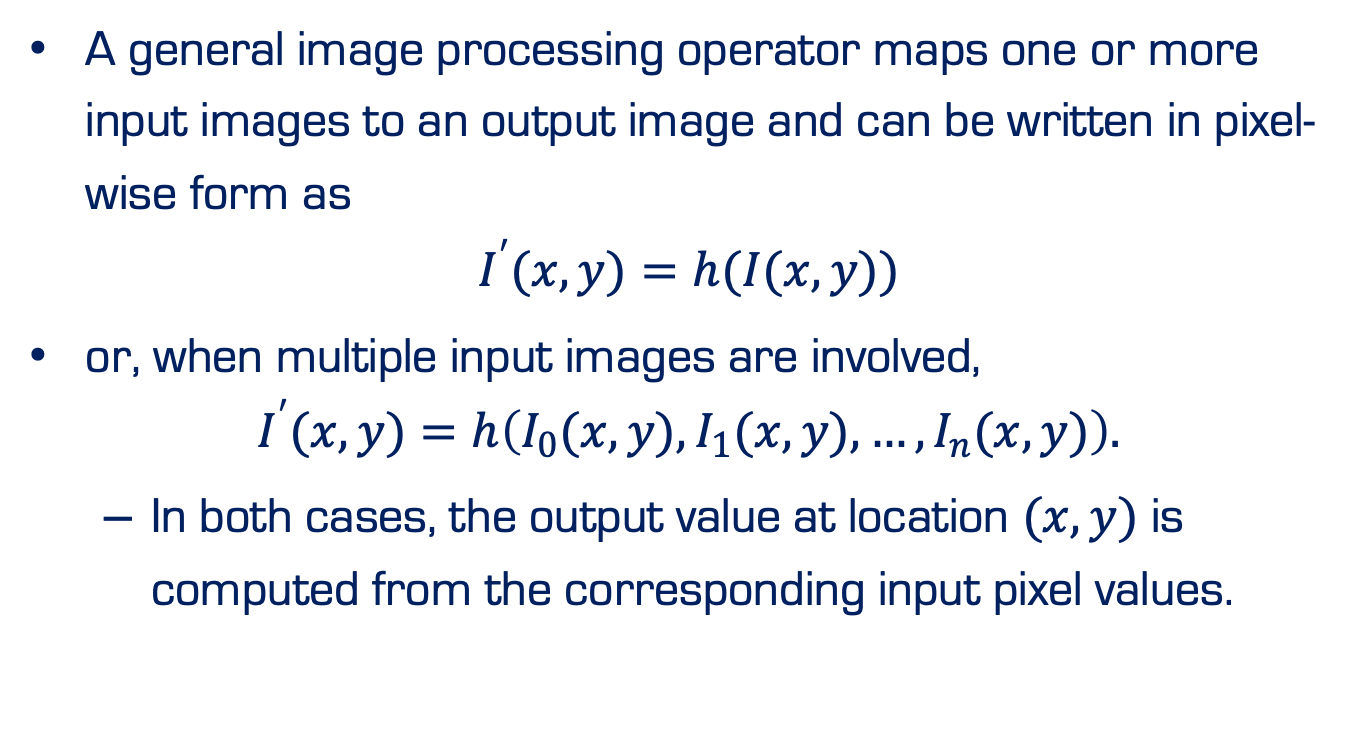 • A general image processing operator maps one or more
input images to an output image and can be written in pixel-
wise form as
I′(x, y) = h(I(x, y))
• or, when multiple input images are involved,
I′(x, y) = h(I₀(x, y), I₁(x, y), … , Iₙ(x, y)).
– In both cases, the output value at location (x, y) is
computed from the corresponding input pixel values.